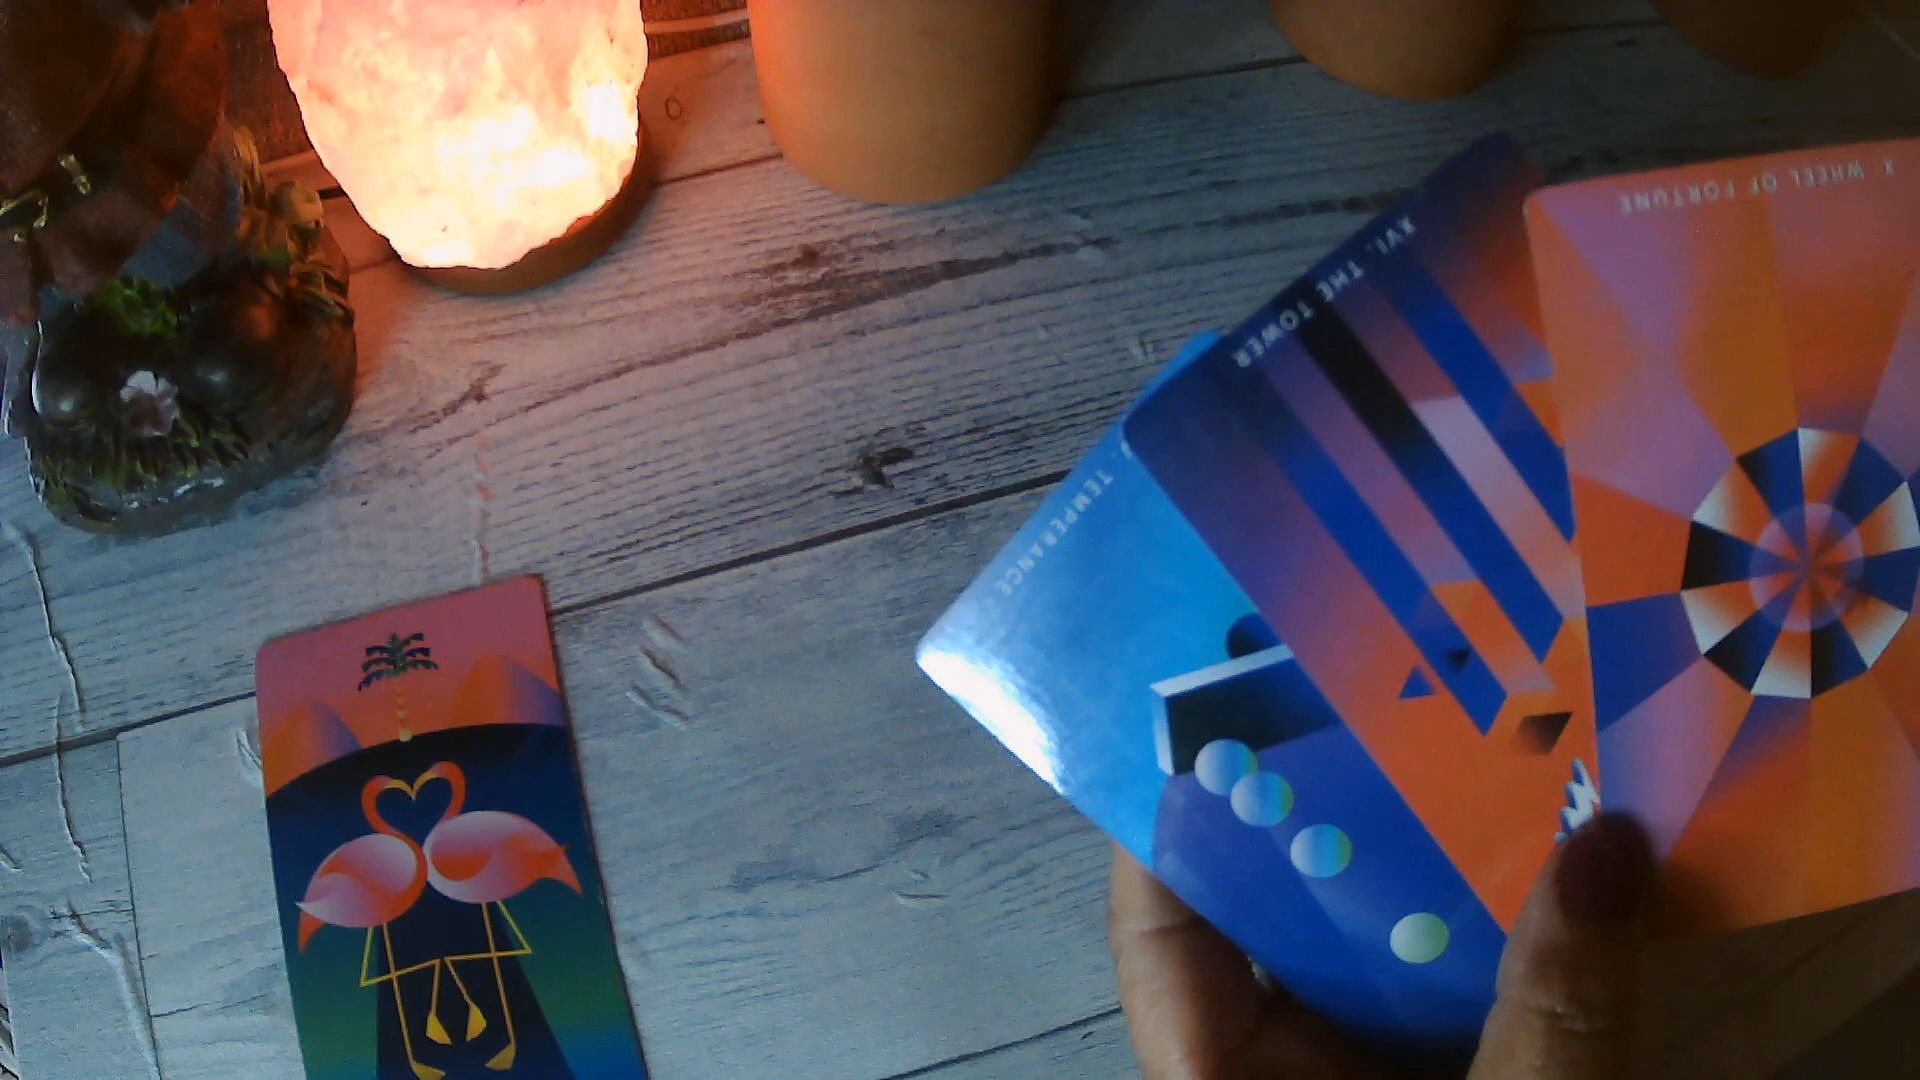 X WHEEL OF FORTUNE
XVI. THE TOWER
TEMPERANCE